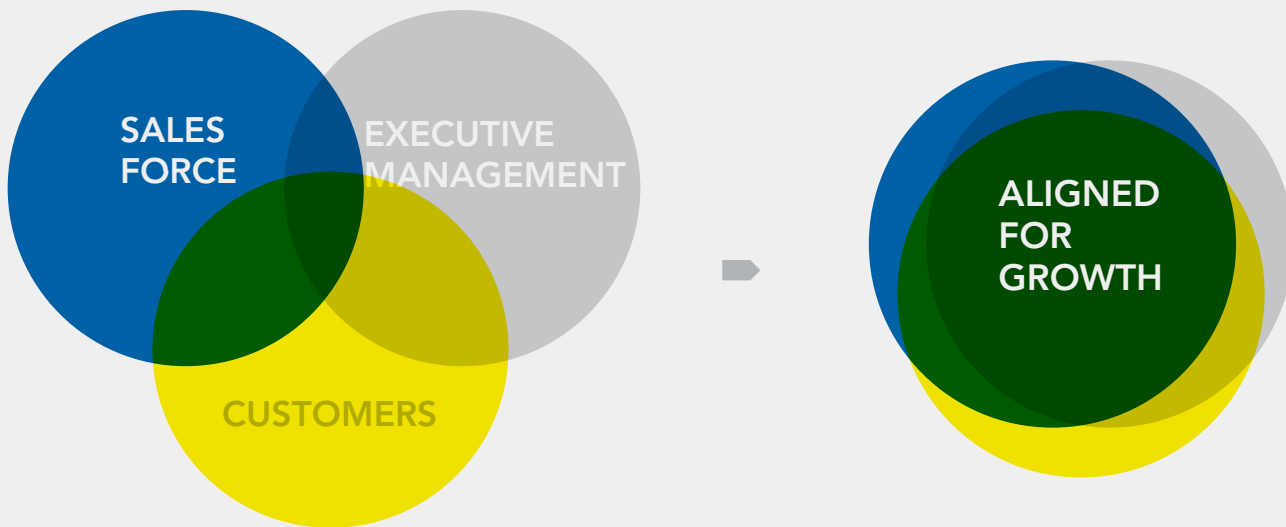 SALES
FORCE
EXECUTIVE
MANAGEMENT
CUSTOMERS
ALIGNED
FOR
GROWTH